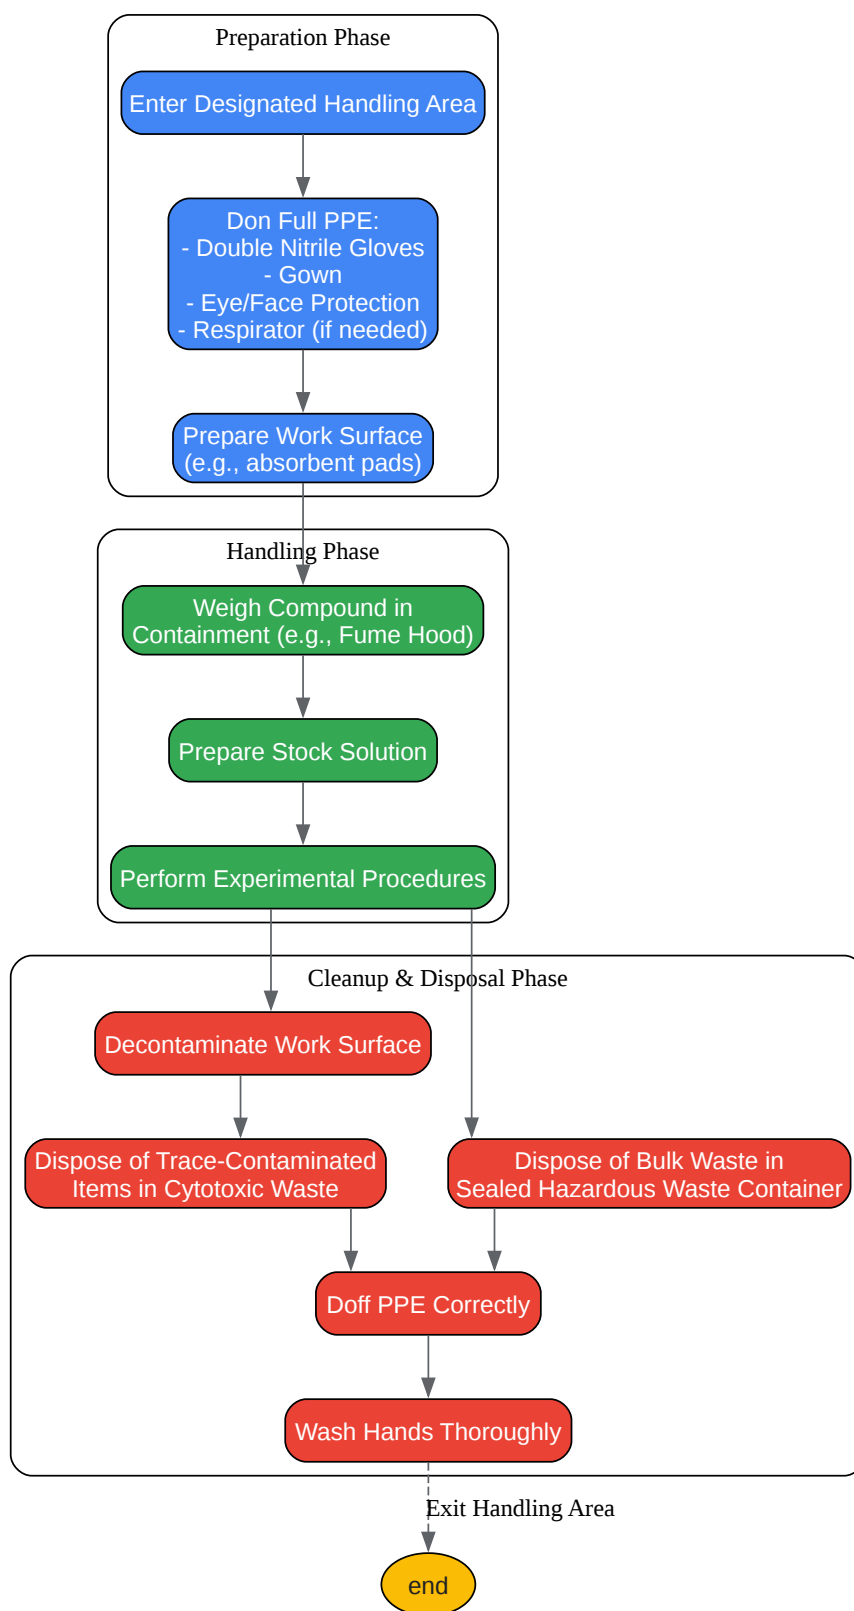 Preparation Phase
Enter Designated Handling Area
Don Full PPE:
- Double Nitrile Gloves
- Gown
- Eye/Face Protection
- Respirator (if needed)
Prepare Work Surface
(e.g., absorbent pads)
Handling Phase
Weigh Compound in
Containment (e.g., Fume Hood)
Prepare Stock Solution
Perform Experimental Procedures
Cleanup & Disposal Phase
Decontaminate Work Surface
Dispose of Trace-Contaminated
Items in Cytotoxic Waste
Dispose of Bulk Waste in
Sealed Hazardous Waste Container
Doff PPE Correctly
Wash Hands Thoroughly
Exit Handling Area
end